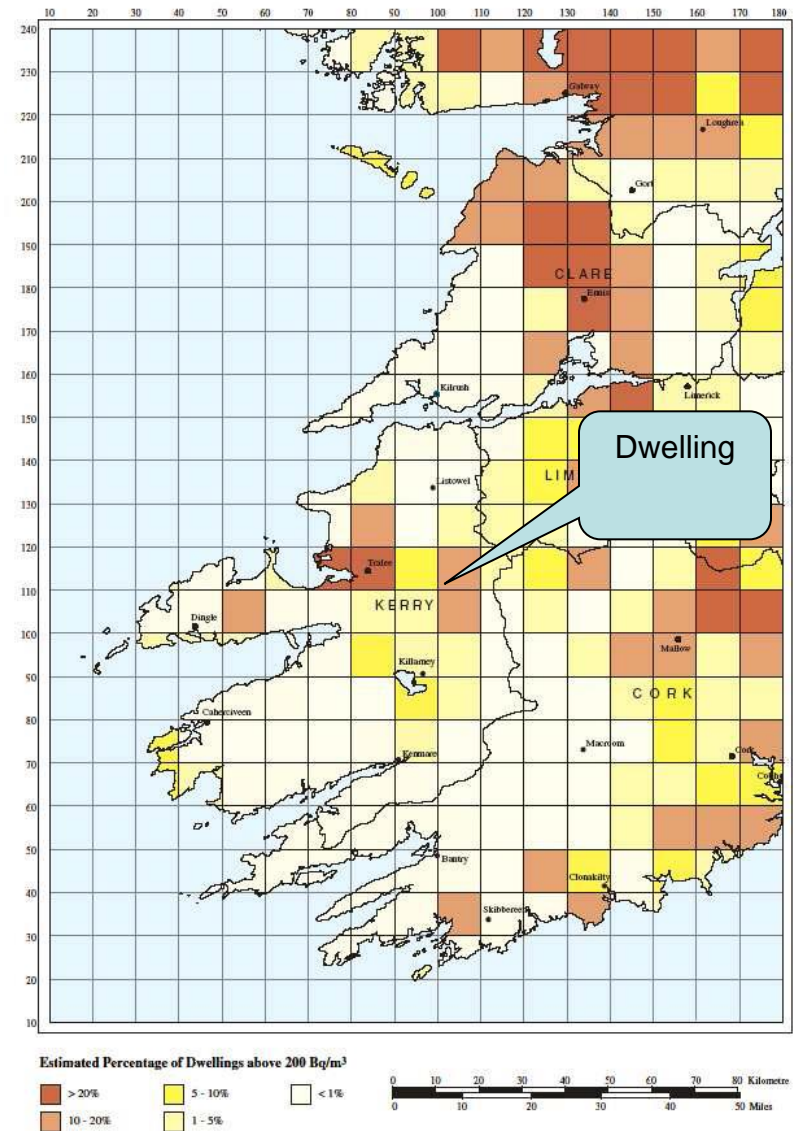 10 20 30 40 50 60 70 80 90 100 110 120 130 140 150 160 170 180
240
230
Galway
220
Loughrea
210
Gort
200
190
CLARE
180
Ennis
170
160
Kilrush
Limerick
150
Dwelling
140
LIM
Listowel
130
120
Tralee
110
KERRY
Dingle
100
Mallow
Killarney
90
CORK
Caherciveen
80
Macroom
Cork
Kenmare
70
Cobh
60
50
Bantry
Clonakilty
40
Skibbereen
30
20
10
Estimated Percentage of Dwellings above 200 Bq/m³
> 20% 5 - 10% < 1%
10 - 20% 1 - 5%
0 10 20 30 40 50 60 70 80 Kilometre
0 10 20 30 40 50 Miles